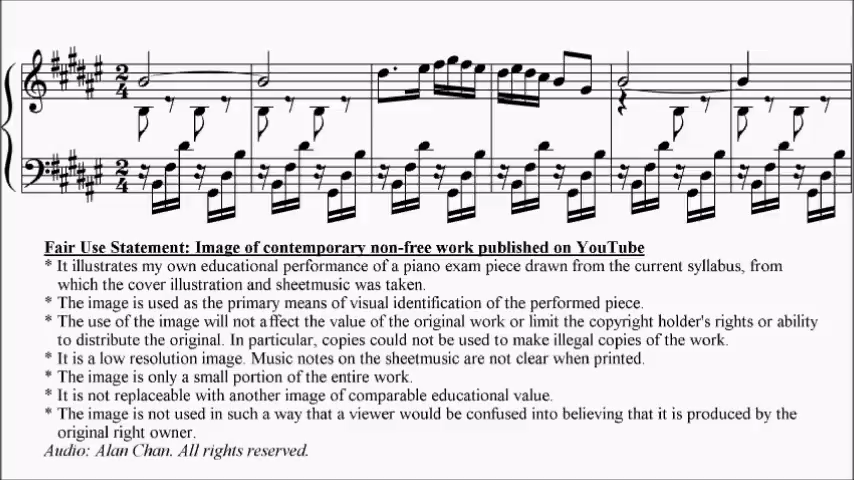 2 4
2 4
Fair Use Statement: Image of contemporary non-free work published on YouTube
* It illustrates my own educational performance of a piano exam piece drawn from the current syllabus, from
which the cover illustration and sheetmusic was taken.
* The image is used as the primary means of visual identification of the performed piece.
* The use of the image will not affect the value of the original work or limit the copyright holder's rights or ability
to distribute the original. In particular, copies could not be used to make illegal copies of the work.
* It is a low resolution image. Music notes on the sheetmusic are not clear when printed.
* The image is only a small portion of the entire work.
* It is not replaceable with another image of comparable educational value.
* The image is not used in such a way that a viewer would be confused into believing that it is produced by the
original right owner.
Audio: Alan Chan. All rights reserved.